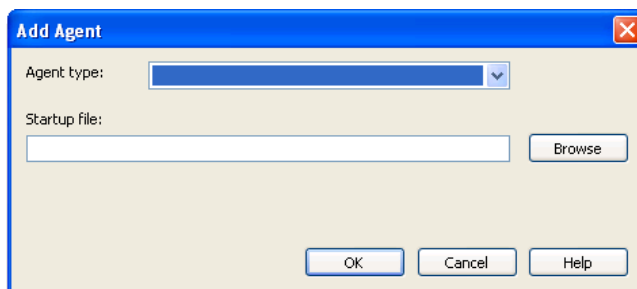 Add Agent
Agent type:
Startup file:
Browse
OK Cancel Help